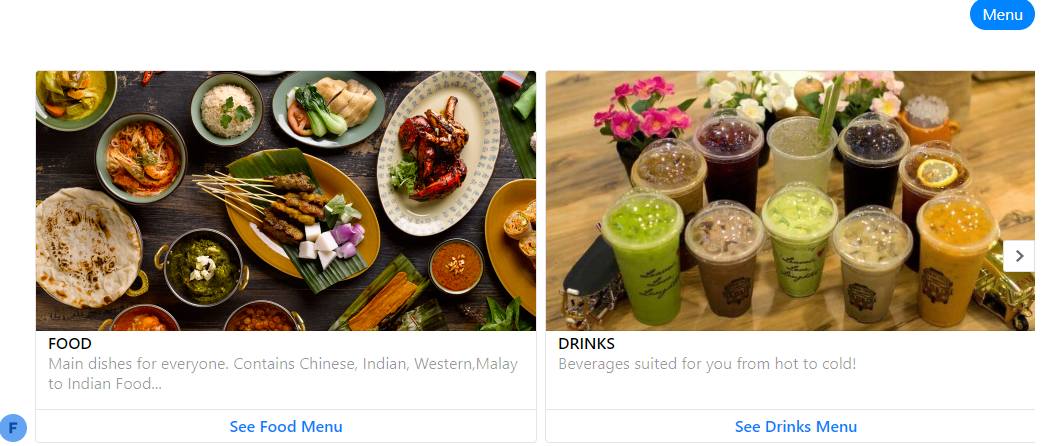 Menu
FOOD
Main dishes for everyone. Contains Chinese, Indian, Western,Malay
to Indian Food...
See Food Menu
DRINKS
Beverages suited for you from hot to cold!
See Drinks Menu
F